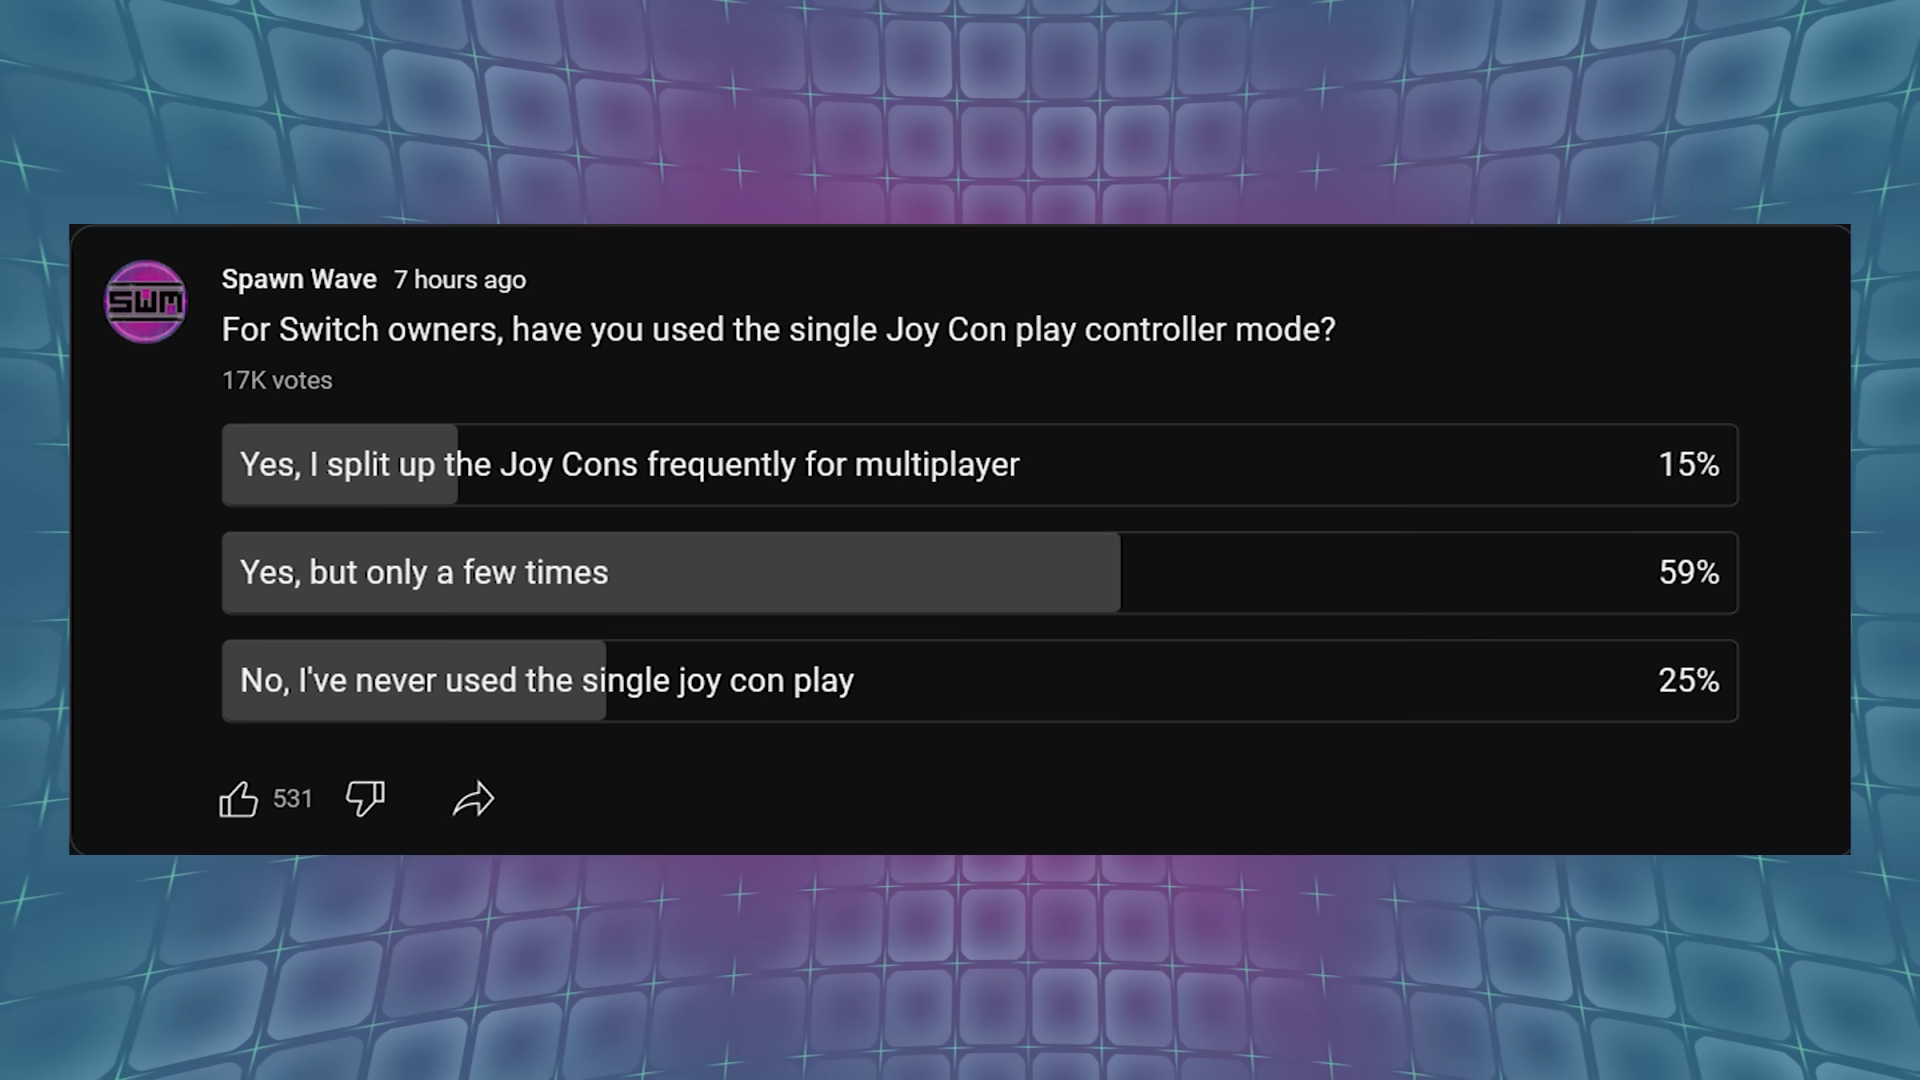 SWM
Spawn Wave 7 hours ago
For Switch owners, have you used the single Joy Con play controller mode?
17K votes
Yes, I split up the Joy Cons frequently for multiplayer 15%
Yes, but only a few times 59%
No, I've never used the single joy con play 25%
531